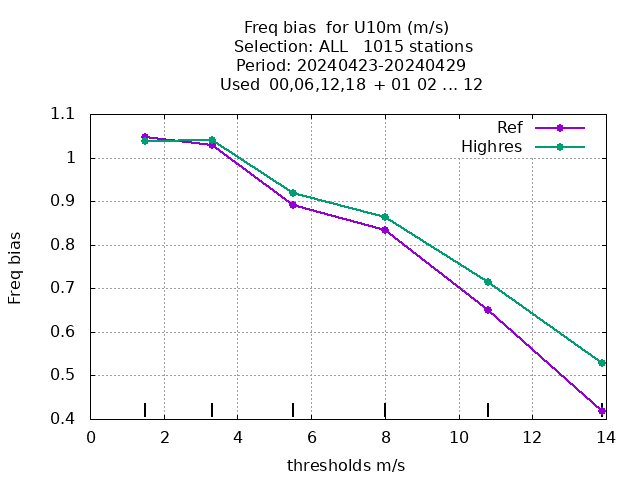 Freq bias  for U10m (m/s)
Selection: ALL   1015 stations
Period: 20240423-20240429
Used  00,06,12,18  + 01 02 ... 12
Ref
Highres
1.1
1
0.9
0.8
0.7
0.6
0.5
0.4
Freq bias
0 2 4 6 8 10 12 14
thresholds m/s